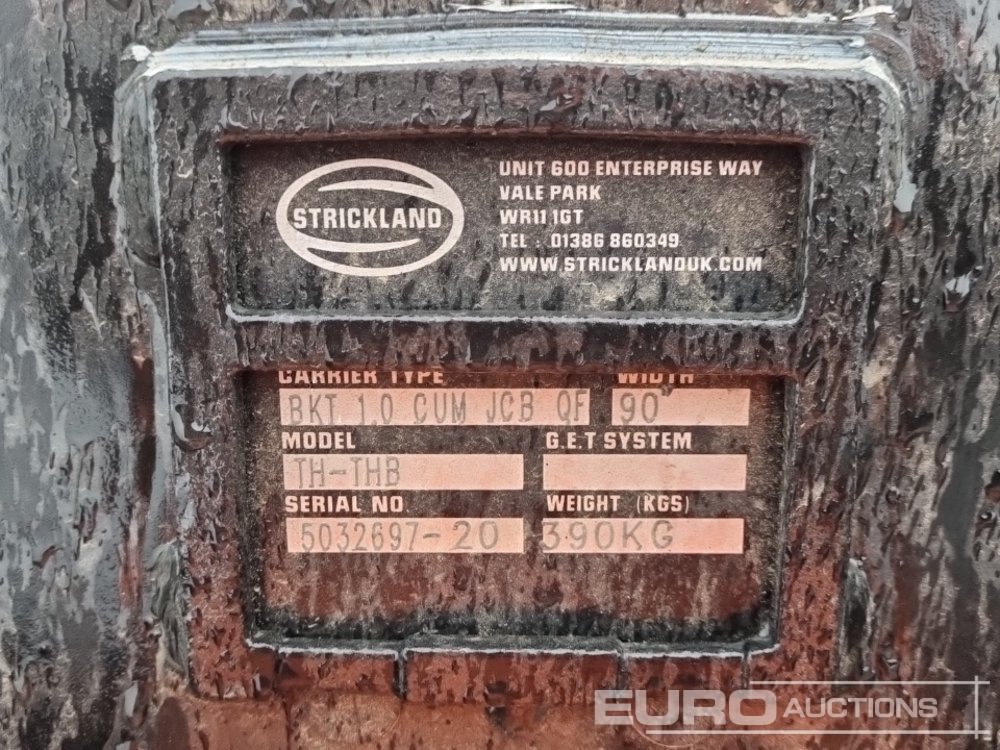 STRICKLAND
UNIT 600 ENTERPRISE WAY
VALE PARK
WR11 1GT
TEL : 01386 860349
WWW.STRICKLANDUK.COM
CARRIER TYPE WIDTH
BKT 1.0 CUM JCB QF 90"
MODEL G.E.T SYSTEM
TH-THB
SERIAL NO. WEIGHT (KGS)
5032697-20 390KG
EURO AUCTIONS